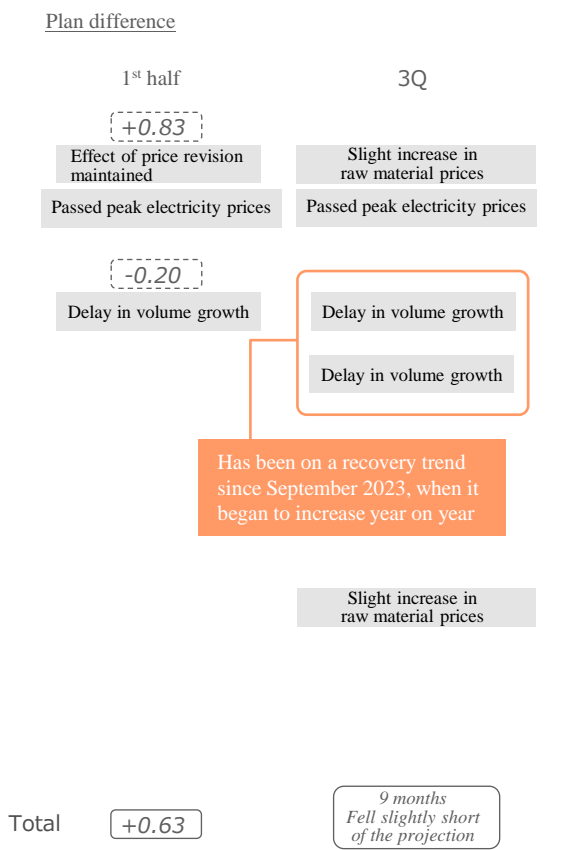 Plan difference
1st half
3Q
+0.83
Effect of price revision
maintained
Slight increase in
raw material prices
Passed peak electricity prices
Passed peak electricity prices
-0.20
Delay in volume growth
Delay in volume growth
Delay in volume growth
Has been on a recovery trend
since September 2023, when it
began to increase year on year
Slight increase in
raw material prices
Total
+0.63
9 months
Fell slightly short
of the projection